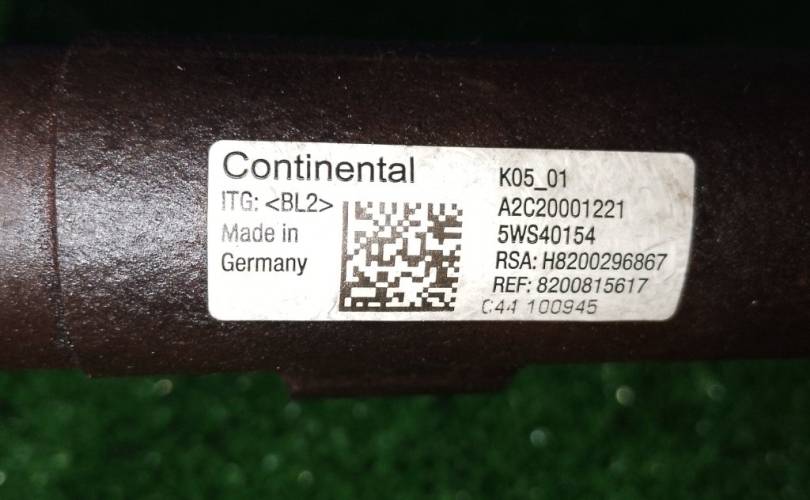 Continental
ITG: <BL2>
Made in
Germany
K05_01
A2C20001221
5WS40154
RSA: H8200296867
REF: 8200815617
C44 100945